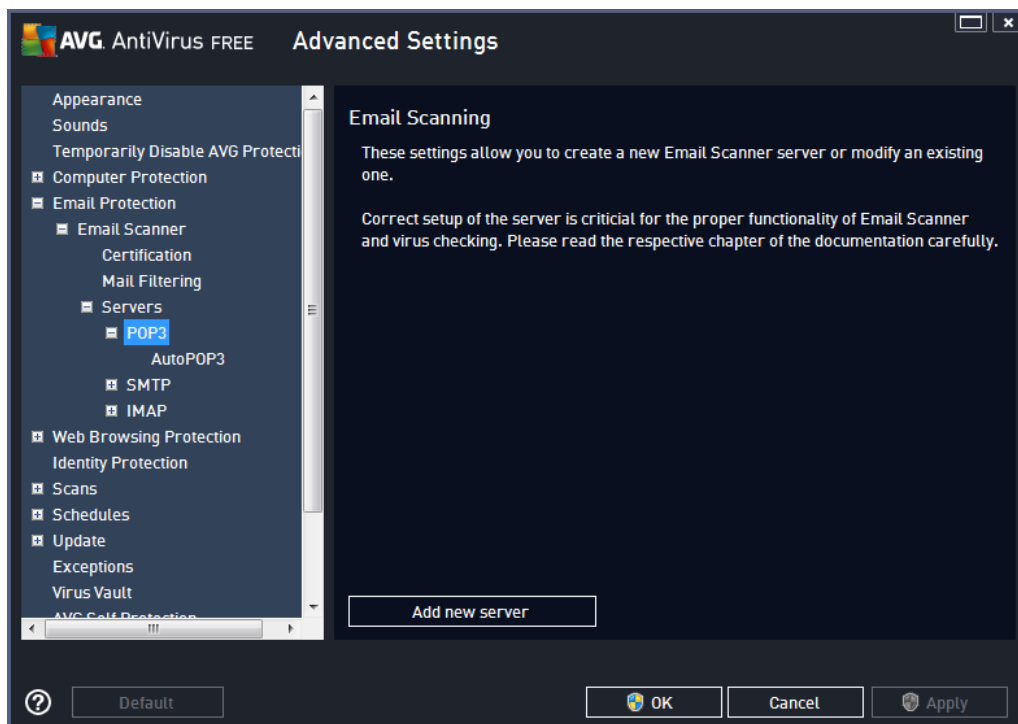 AVG. AntiVirus FREE Advanced Settings
Appearance
Sounds
Temporarily Disable AVG Protecti
Computer Protection
Email Protection
Email Scanner
Certification
Mail Filtering
Servers
POP3
AutoPOP3
SMTP
IMAP
Web Browsing Protection
Identity Protection
Scans
Schedules
Update
Exceptions
Virus Vault
AVG Self Protection
Email Scanning
These settings allow you to create a new Email Scanner server or modify an existing
one.
Correct setup of the server is criticial for the proper functionality of Email Scanner
and virus checking. Please read the respective chapter of the documentation carefully.
Add new server
Default
OK
Cancel
Apply